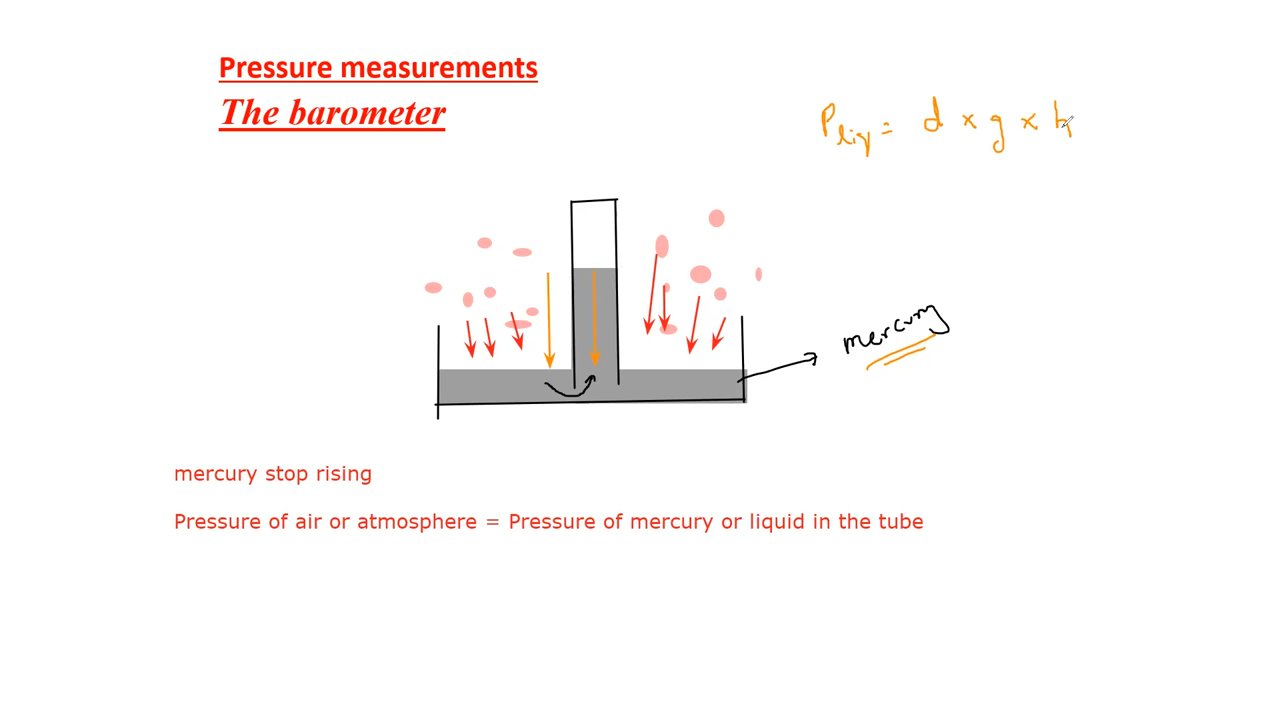 Pressure measurements
The barometer
P liq = d × g × h
mercury
mercury stop rising
Pressure of air or atmosphere = Pressure of mercury or liquid in the tube